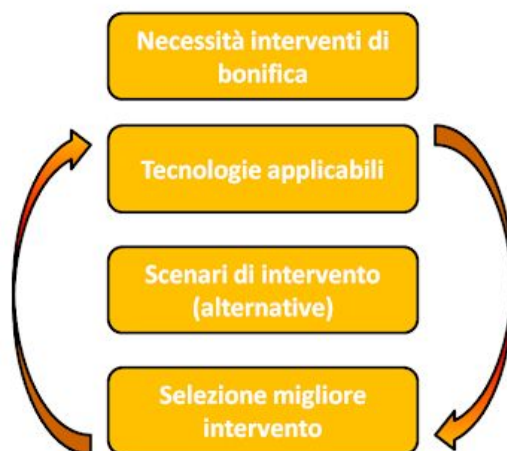 Necessità interventi di
bonifica
Tecnologie applicabili
Scenari di intervento
(alternative)
Selezione migliore
intervento